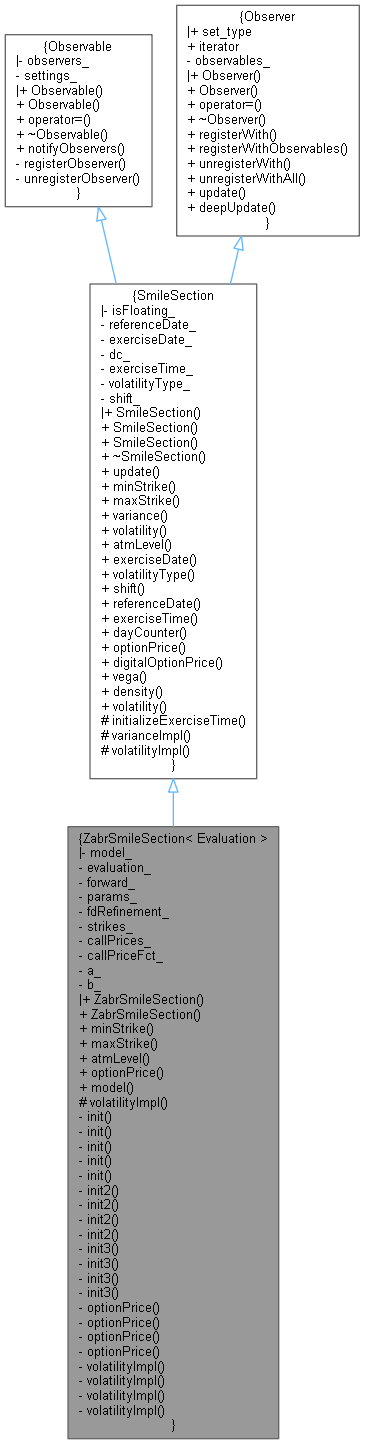 {Observable
|- observers_
- settings_
|+ Observable()
+ Observable()
+ operator=()
+ ~Observable()
+ notifyObservers()
- registerObserver()
- unregisterObserver()
}
{Observer
|+ set_type
+ iterator
- observables_
|+ Observer()
+ Observer()
+ operator=()
+ ~Observer()
+ registerWith()
+ registerWithObservables()
+ unregisterWith()
+ unregisterWithAll()
+ update()
+ deepUpdate()
}
{SmileSection
|- isFloating_
- referenceDate_
- exerciseDate_
- dc_
- exerciseTime_
- volatilityType_
- shift_
|+ SmileSection()
+ SmileSection()
+ SmileSection()
+ ~SmileSection()
+ update()
+ minStrike()
+ maxStrike()
+ variance()
+ volatility()
+ atmLevel()
+ exerciseDate()
+ volatilityType()
+ shift()
+ referenceDate()
+ exerciseTime()
+ dayCounter()
+ optionPrice()
+ digitalOptionPrice()
+ vega()
+ density()
+ volatility()
# initializeExerciseTime()
# varianceImpl()
# volatilityImpl()
}
{ZabrSmileSection< Evaluation >
|- model_
- evaluation_
- forward_
- params_
- fdRefinement_
- strikes_
- callPrices_
- callPriceFct_
- a_
- b_
|+ ZabrSmileSection()
+ ZabrSmileSection()
+ minStrike()
+ maxStrike()
+ atmLevel()
+ optionPrice()
+ model()
# volatilityImpl()
- init()
- init()
- init()
- init()
- init()
- init2()
- init2()
- init2()
- init2()
- init3()
- init3()
- init3()
- init3()
- optionPrice()
- optionPrice()
- optionPrice()
- optionPrice()
- volatilityImpl()
- volatilityImpl()
- volatilityImpl()
- volatilityImpl()
}